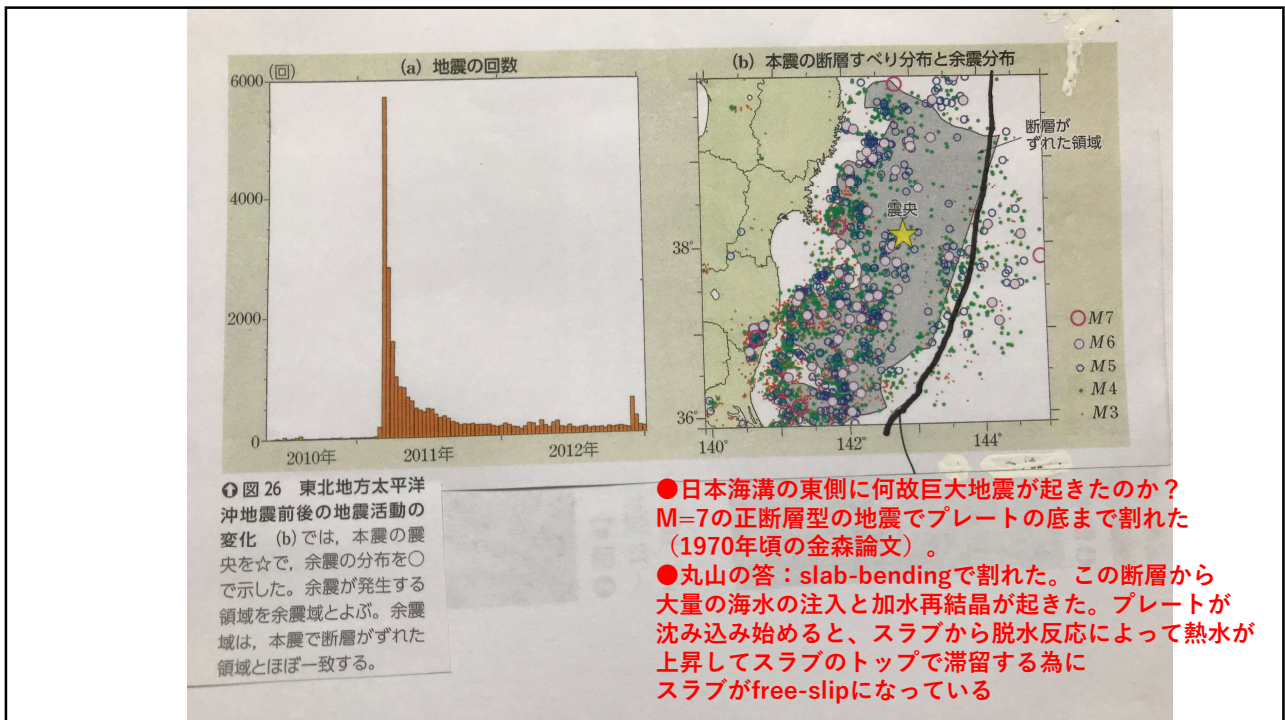 (a) 地震の回数
(回)
6000
4000
2000
0
2010年
2011年
2012年
(b) 本震の断層すべり分布と余震分布
断層が
ずれた領域
震央
38°
36°
140°
142°
144°
M7
M6
M5
M4
M3
図26 東北地方太平洋
沖地震前後の地震活動の
変化 (b)では，本震の震
央を☆で，余震の分布を○
で示した。余震が発生する
領域を余震域とよぶ。余震
域は，本震で断層がずれた
領域とほぼ一致する。
●日本海溝の東側に何故巨大地震が起きたのか？
M=7の正断層型の地震でプレートの底まで割れた
（1970年頃の金森論文）。
●丸山の答：slab-bendingで割れた。この断層から
大量の海水の注入と加水再結晶が起きた。プレートが
沈み込み始めると、スラブから脱水反応によって熱水が
上昇してスラブのトップで滞留する為に
スラブがfree-slipになっている